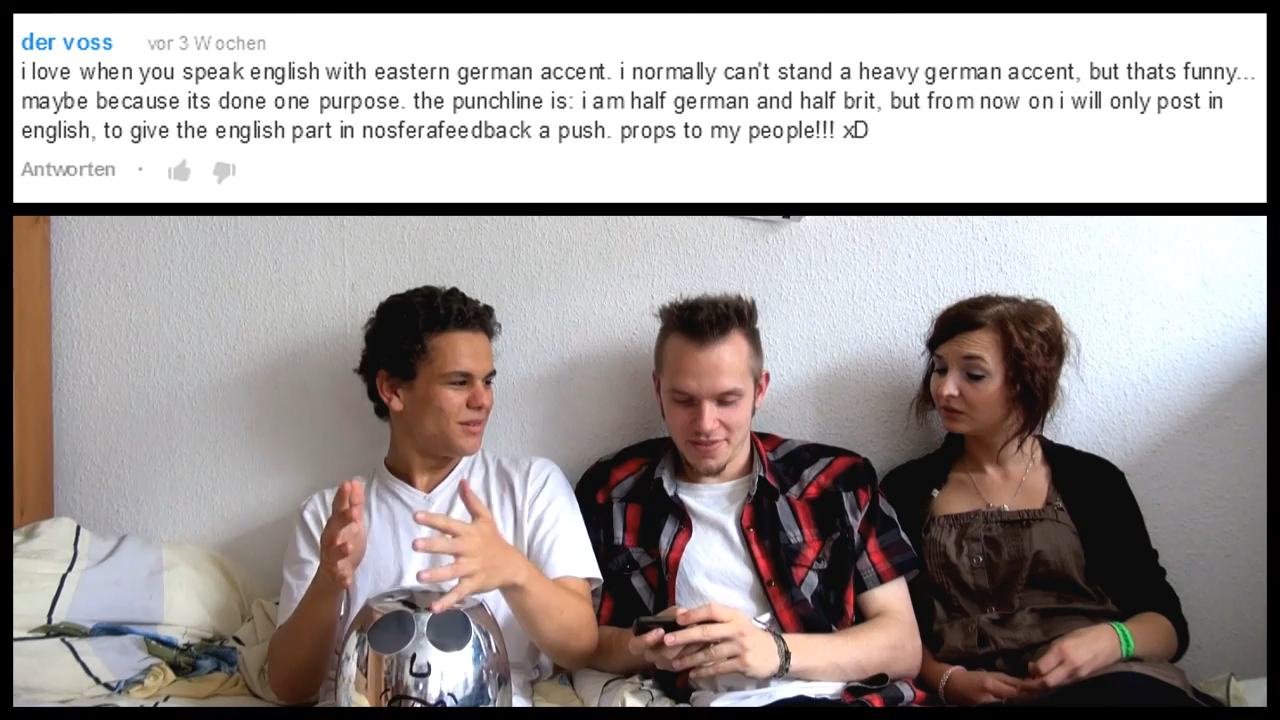 der voss vor 3 Wochen
i love when you speak english with eastern german accent. i normally can't stand a heavy german accent, but thats funny...
maybe because its done one purpose. the punchline is: i am half german and half brit, but from now on i will only post in
english, to give the english part in nosferafeedback a push. props to my people!!! xD
Antworten ·